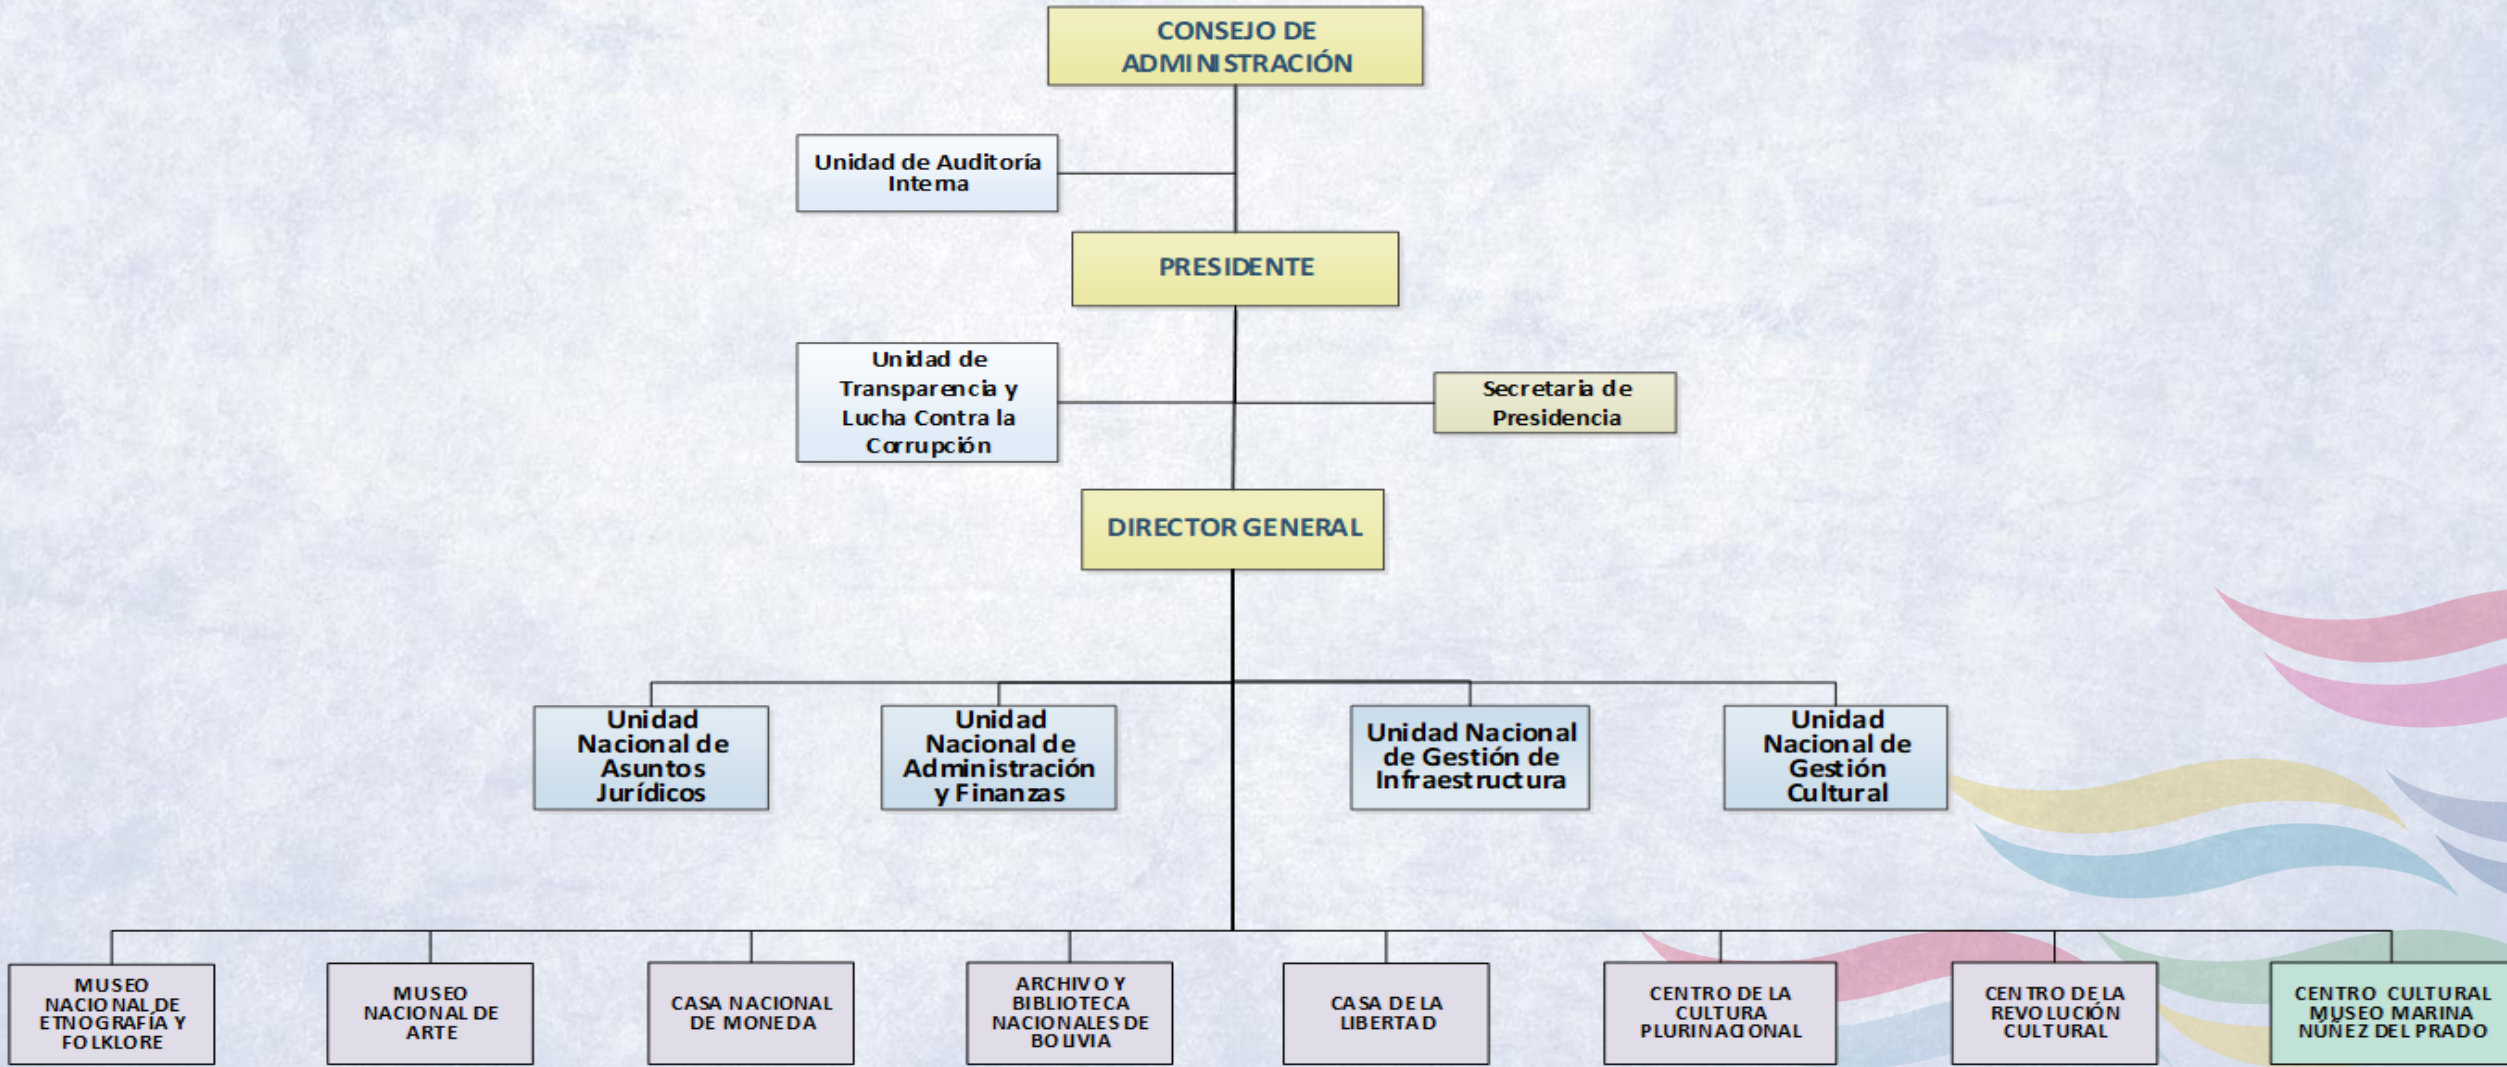 CONSEJO DE
ADMINISTRACIÓN
Unidad de Auditoría
Interna
PRESIDENTE
Unidad de
Transparencia y
Lucha Contra la
Corrupción
Secretaria de
Presidencia
DIRECTOR GENERAL
Unidad
Nacional de
Asuntos
Jurídicos
Unidad
Nacional de
Administración
y Finanzas
Unidad Nacional
de Gestión de
Infraestructura
Unidad
Nacional de
Gestión
Cultural
MUSEO
NACIONAL DE
ETNOGRAFÍA Y
FOLKLORE
MUSEO
NACIONAL DE
ARTE
CASA NACIONAL
DE MONEDA
ARCHIVO Y
BIBLIOTECA
NACIONALES DE
BOLIVIA
CASA DE LA
LIBERTAD
CENTRO DE LA
CULTURA
PLURINACIONAL
CENTRO DE LA
REVOLUCIÓN
CULTURAL
CENTRO CULTURAL
MUSEO MARINA
NÚÑEZ DEL PRADO